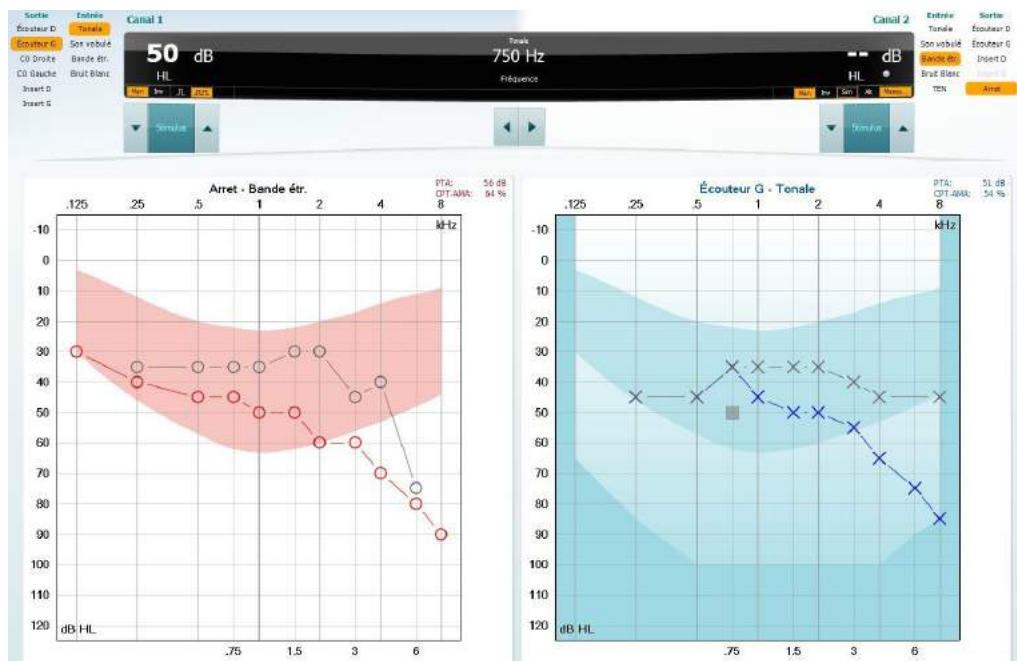 Sortie
Écouteur D
Écouteur G
CO Droite
CO Gauche
Insert D
Insert G
Entrée
Tonale
Son vobulé
Bande étr.
Bruit Blanc
Canal 1
50 dB
HL
Man Inv
Tonale
750 Hz
Fréquence
Canal 2
-- dB
HL
Man Inv Sim
Entrée
Tonale
Son vobulé
Bande étr.
Bruit Blanc
TEN
Sortie
Écouteur D
Écouteur G
Insert D
Insert G
Arret
Stimulus
Stimulus
Arret - Bande étr.
PTA: 56 dB
CPT-AMA: 64 %
.125 .25 .5 1 2 4 8
kHz
-10
0
10
20
30
40
50
60
70
80
90
100
110
120
dB HL
.75 1.5 3 6
Écouteur G - Tonale
PTA: 51 dB
CPT-AMA: 54 %
.125 .25 .5 1 2 4 8
kHz
-10
0
10
20
30
40
50
60
70
80
90
100
110
120
dB HL
.75 1.5 3 6